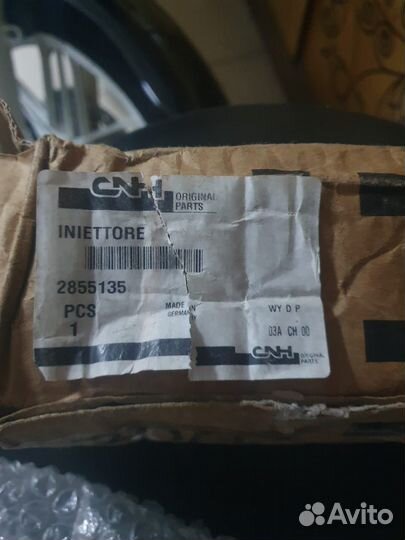 CNH ORIGINAL PARTS
INIETTORE
2855135
PCS
1
MADE IN GERMANY
WY D P
03A CH 00
CNH ORIGINAL PARTS
Avito